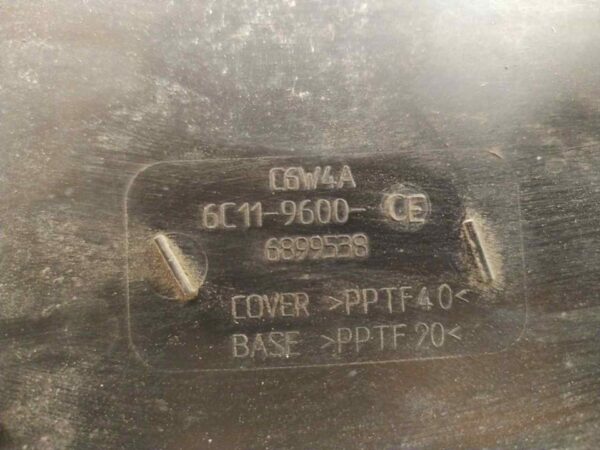 C6W4A
6C11-9600-CE
6899538
COVER >PPTF40<
BASE >PPTF20<